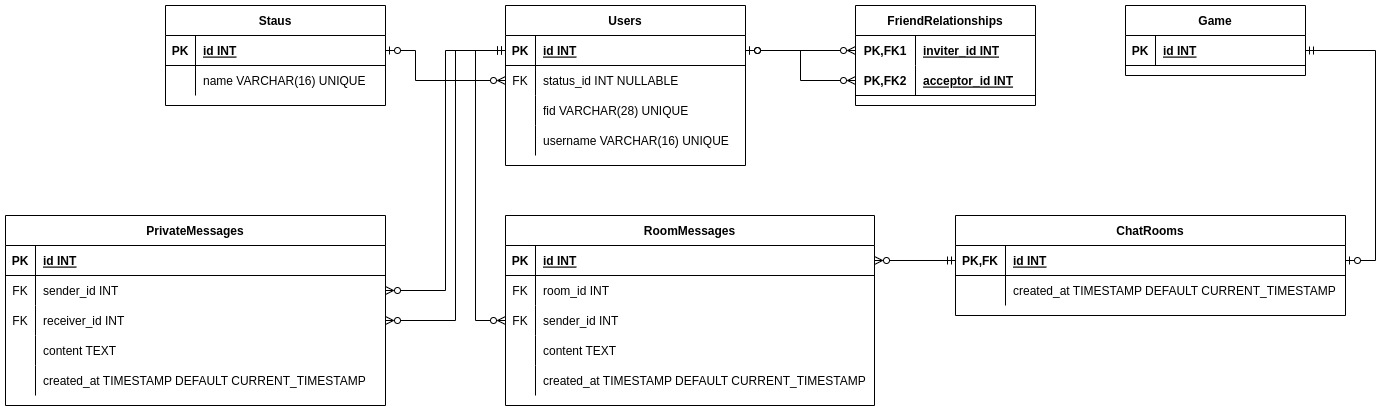 Staus
PK id INT
name VARCHAR(16) UNIQUE
Users
PK id INT
FK status_id INT NULLABLE
fid VARCHAR(28) UNIQUE
username VARCHAR(16) UNIQUE
FriendRelationships
PK,FK1 inviter_id INT
PK,FK2 acceptor_id INT
Game
PK id INT
PrivateMessages
PK id INT
FK sender_id INT
FK receiver_id INT
content TEXT
created_at TIMESTAMP DEFAULT CURRENT_TIMESTAMP
RoomMessages
PK id INT
FK room_id INT
FK sender_id INT
content TEXT
created_at TIMESTAMP DEFAULT CURRENT_TIMESTAMP
ChatRooms
PK,FK id INT
created_at TIMESTAMP DEFAULT CURRENT_TIMESTAMP